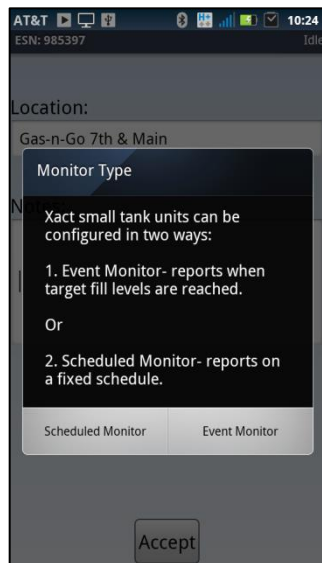 AT&T 10:24
ESN: 985397 Idle
Location:
Gas-n-Go 7th & Main
Monitor Type
Xact small tank units can be
configured in two ways:
1. Event Monitor- reports when
target fill levels are reached.
Or
2. Scheduled Monitor- reports on
a fixed schedule.
Scheduled Monitor Event Monitor
Accept